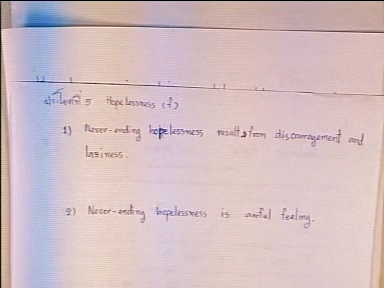 Hopelessness (f)
1) Never-ending hopelessness results from discouragement and
laziness.
2) Never-ending hopelessness is awful feeling.